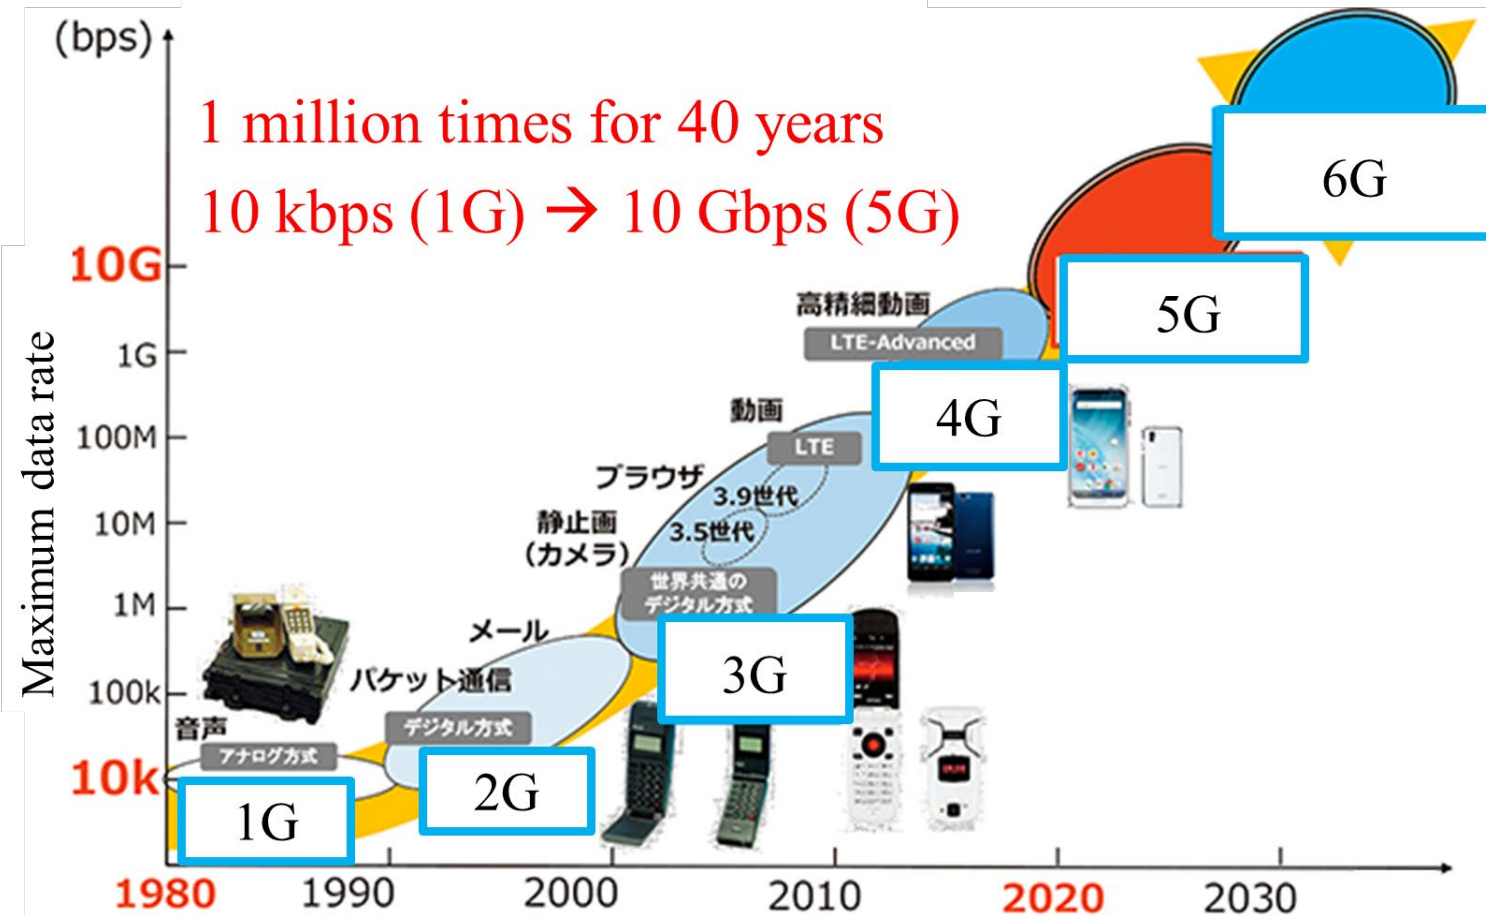 (bps)
1 million times for 40 years
10 kbps (1G) → 10 Gbps (5G)
6G
10G
5G
高精細動画
LTE-Advanced
1G
4G
動画
LTE
100M
ブラウザ
3.9世代
静止画
(カメラ)
3.5世代
10M
世界共通の
デジタル方式
1M
メール
3G
パケット通信
100k
デジタル方式
音声
アナログ方式
10k
2G
1G
Maximum data rate
1980 1990 2000 2010 2020 2030